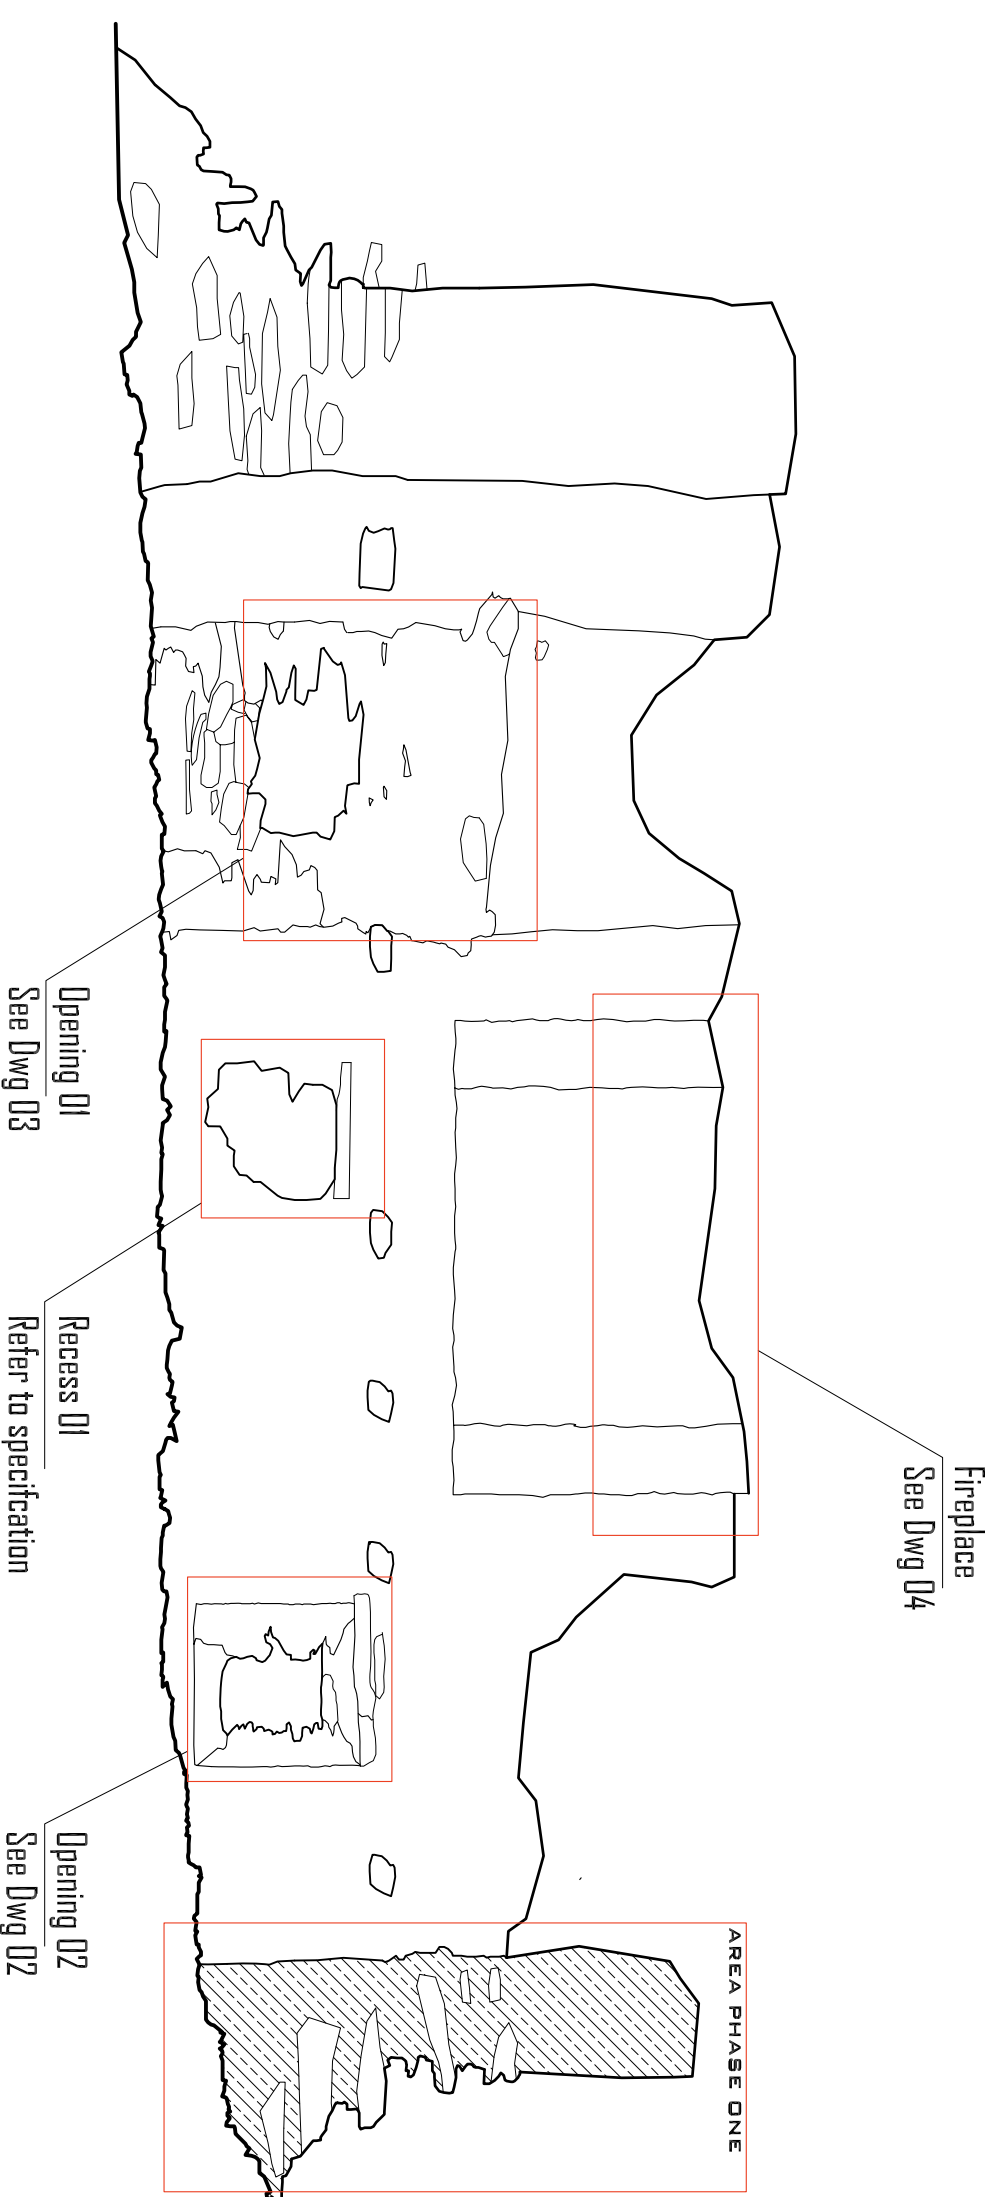 Fireplace
See Dwg 04
AREA PHASE ONE
Opening 01
See Dwg 03
Recess 01
Refer to specifcation
Opening 02
See Dwg 02